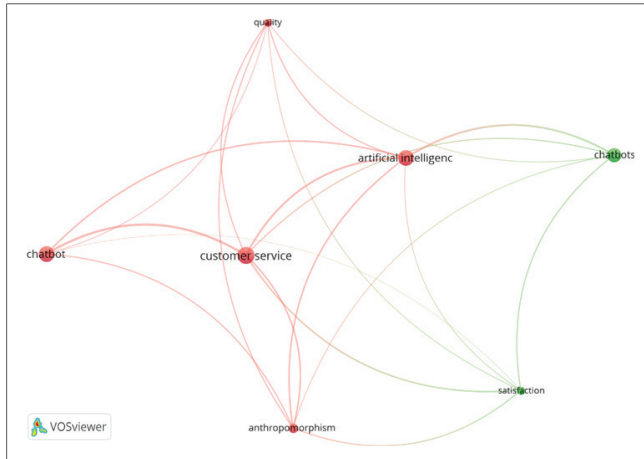 quality
artificial intelligenc
chatbots
chatbot
customer service
satisfaction
anthropomorphism
VOSviewer